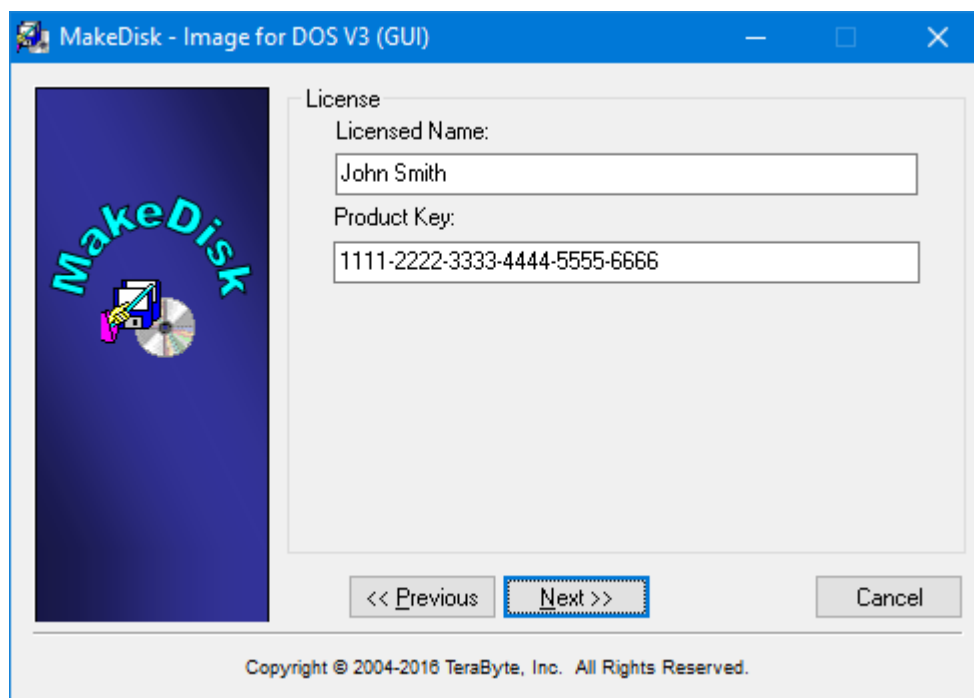 MakeDisk - Image for DOS V3 (GUI)
MakeDisk
License
Licensed Name:
John Smith
Product Key:
1111-2222-3333-4444-5555-6666
<< Previous
Next >>
Cancel
Copyright © 2004-2016 TeraByte, Inc. All Rights Reserved.